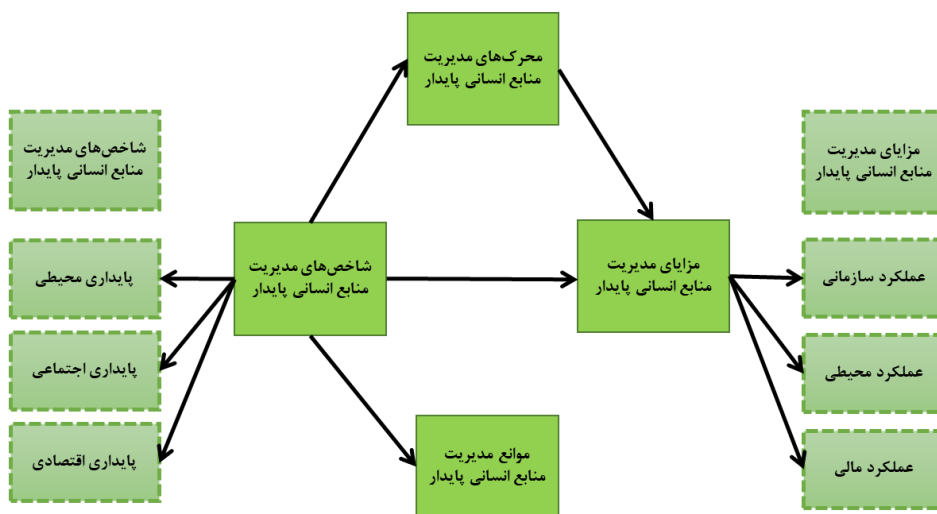 محرک‌های مدیریت
منابع انسانی پایدار
شاخص‌های مدیریت
منابع انسانی پایدار
مزایای مدیریت
منابع انسانی پایدار
شاخص‌های مدیریت
منابع انسانی پایدار
مزایای مدیریت
منابع انسانی پایدار
پایداری محیطی
عملکرد سازمانی
پایداری اجتماعی
عملکرد محیطی
پایداری اقتصادی
عملکرد مالی
موانع مدیریت
منابع انسانی پایدار